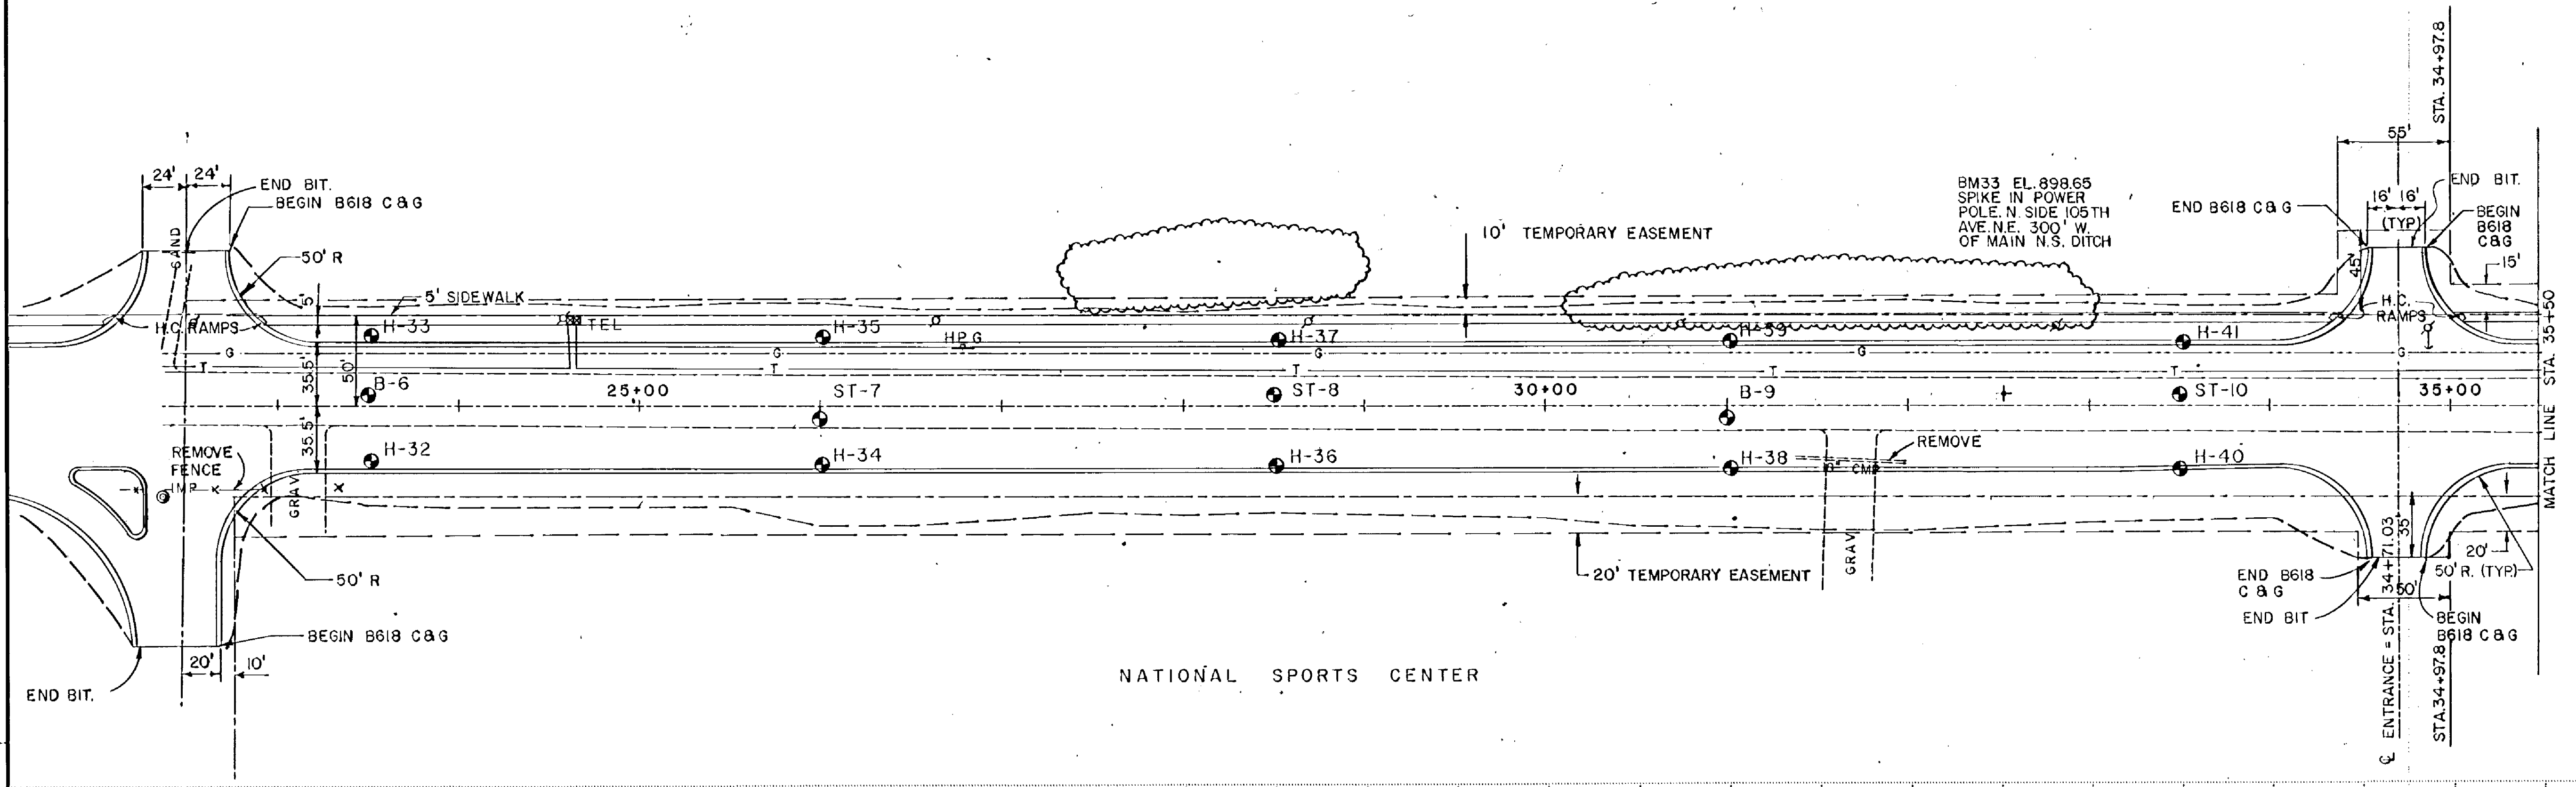 STA. 34+97.8
55'
24' 24'
END BIT.
BEGIN B618 C&G
SAND
50' R
10' TEMPORARY EASEMENT
BM33 EL. 898.65
SPIKE IN POWER
POLE. N. SIDE 105TH
AVE. N.E. 300' W.
OF MAIN N.S. DITCH
END B618 C&G
16' 16'
(TYP.)
END BIT.
BEGIN
B618
C&G
15'
45'
5'
5' SIDEWALK
H.C. RAMPS
H-33
TEL
H-35
HPG
H-37
H-39
H-41
H.C.
RAMPS
G G G G G
T T T T T
35.5'
50'
B-6
25+00
ST-7
ST-8
30+00
B-9
ST-10
35+00
MATCH LINE STA. 35+50
35.5'
REMOVE
FENCE
IMP.
GRAV
H-32
H-34
H-36
H-38
CMP
REMOVE
H-40
50' R
20' TEMPORARY EASEMENT
GRAV
35'
20'
50' R. (TYP.)
END B618
C & G
50'
END BIT
BEGIN
B618 C&G
BEGIN B618 C&G
20' 10'
END BIT.
NATIONAL SPORTS CENTER
℄ ENTRANCE = STA. 34+71.03
STA. 34+97.8